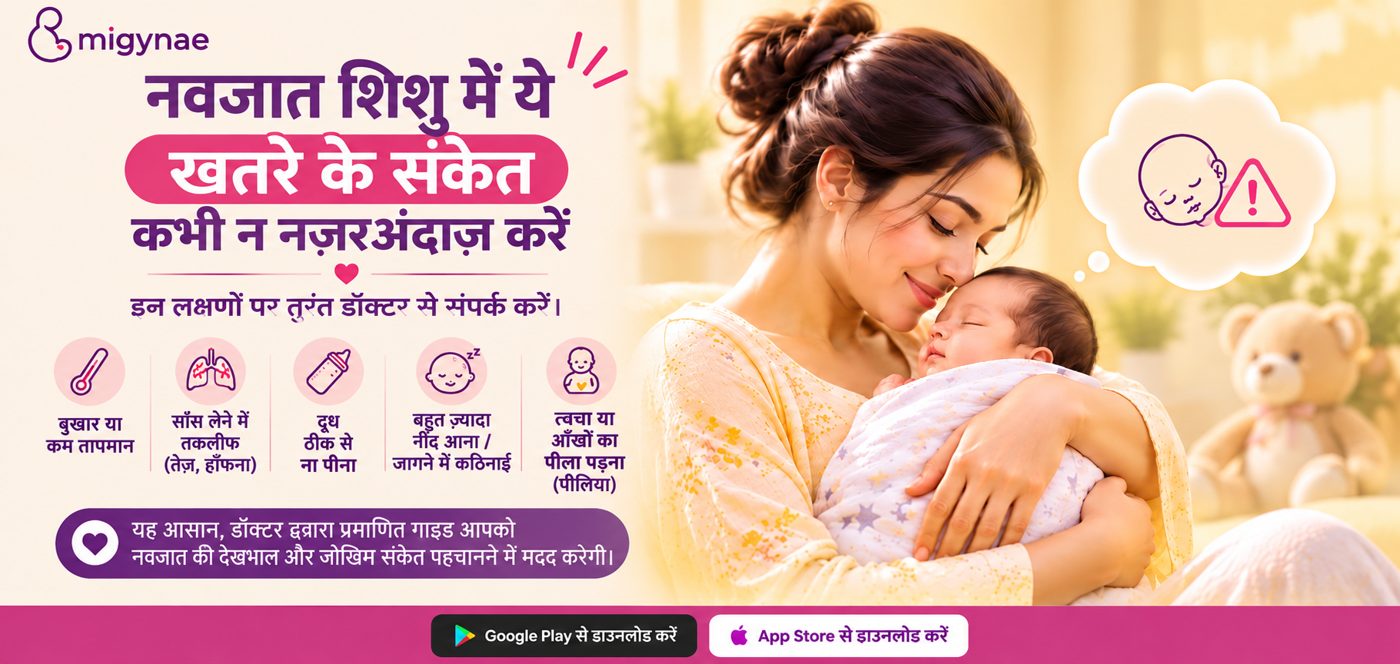 migynae
नवजात शिशु में ये
खतरे के संकेत
कभी न नज़रअंदाज़ करें
इन लक्षणों पर तुरंत डॉक्टर से संपर्क करें।
बुखार या
कम तापमान
साँस लेने में
तकलीफ
(तेज़, हाँफना)
दूध
ठीक से
ना पीना
zz
बहुत ज़्यादा
नींद आना /
जागने में कठिनाई
त्वचा या
आँखों का
पीला पड़ना
(पीलिया)
यह आसान, डॉक्टर द्ववारा प्रमाणित गाइड आपको
नवजात की देखभाल और जोखिम संकेत पहचानने में मदद करेगी।
Google Play से डाउनलोड करें
App Store से डाउनलोड करें